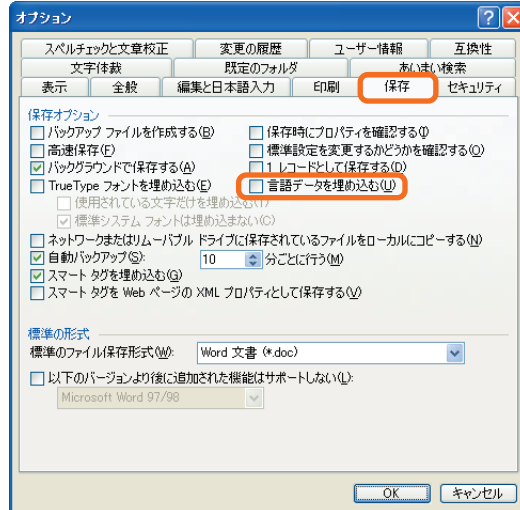 オプション
スペルチェックと文章校正 変更の履歴 ユーザー情報 互換性
文字体裁 既定のフォルダ あいまい検索
表示 全般 編集と日本語入力 印刷 保存 セキュリティ
保存オプション
バックアップ ファイルを作成する(B) 保存時にプロパティを確認する(I)
高速保存(F) 標準設定を変更するかどうかを確認する(O)
バックグラウンドで保存する(A) 1 レコードとして保存する(D)
TrueType フォントを埋め込む(E) 言語データを埋め込む(U)
使用されている文字だけを埋め込む(T)
標準システム フォントは埋め込まない(C)
ネットワークまたはリムーバブル ドライブに保存されているファイルをローカルにコピーする(N)
自動バックアップ(S): 10 分ごとに行う(M)
スマート タグを埋め込む(G)
スマート タグを Web ページの XML プロパティとして保存する(V)
標準の形式
標準のファイル保存形式(W): Word 文書 (*.doc)
以下のバージョンより後に追加された機能はサポートしない(L):
Microsoft Word 97/98
OK キャンセル